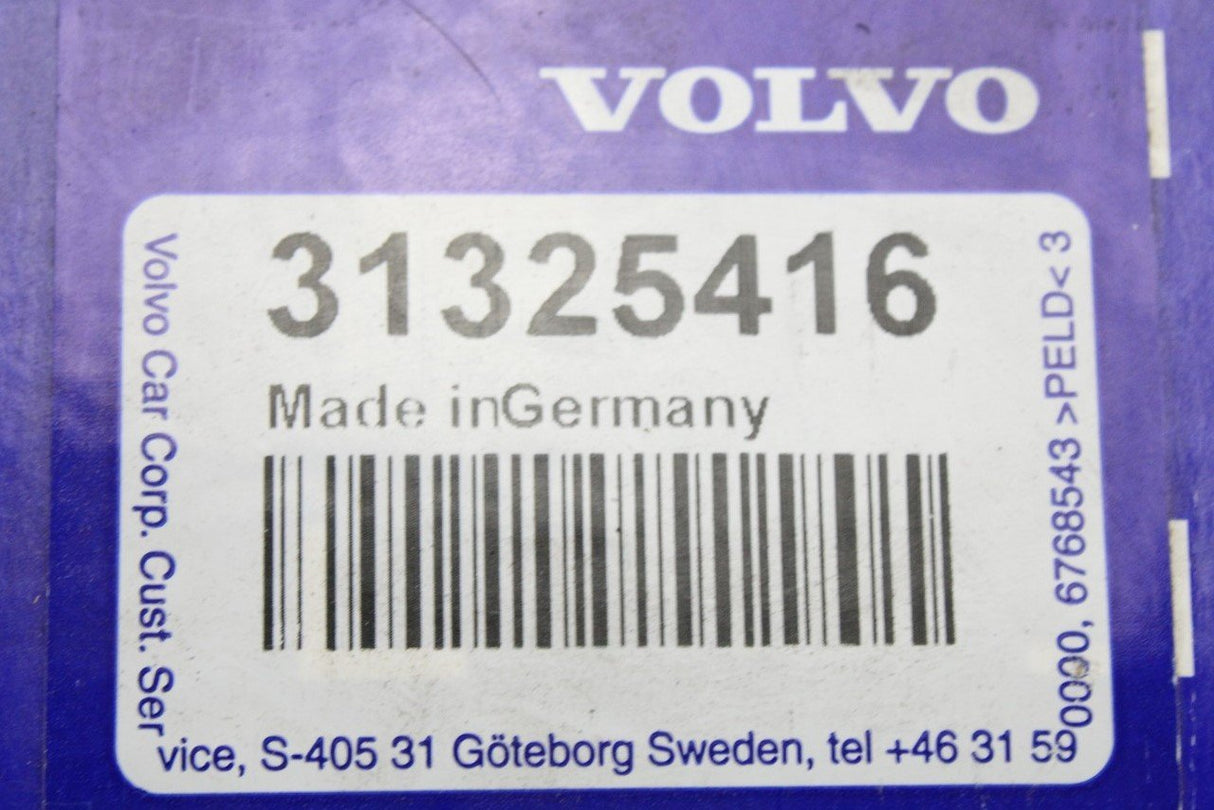 VOLVO
31325416
Made inGermany
Volvo Car Corp. Cust. Ser
vice, S-405 31 Göteborg Sweden, tel +46 31 59
0000, 6768543 >PELD< 3